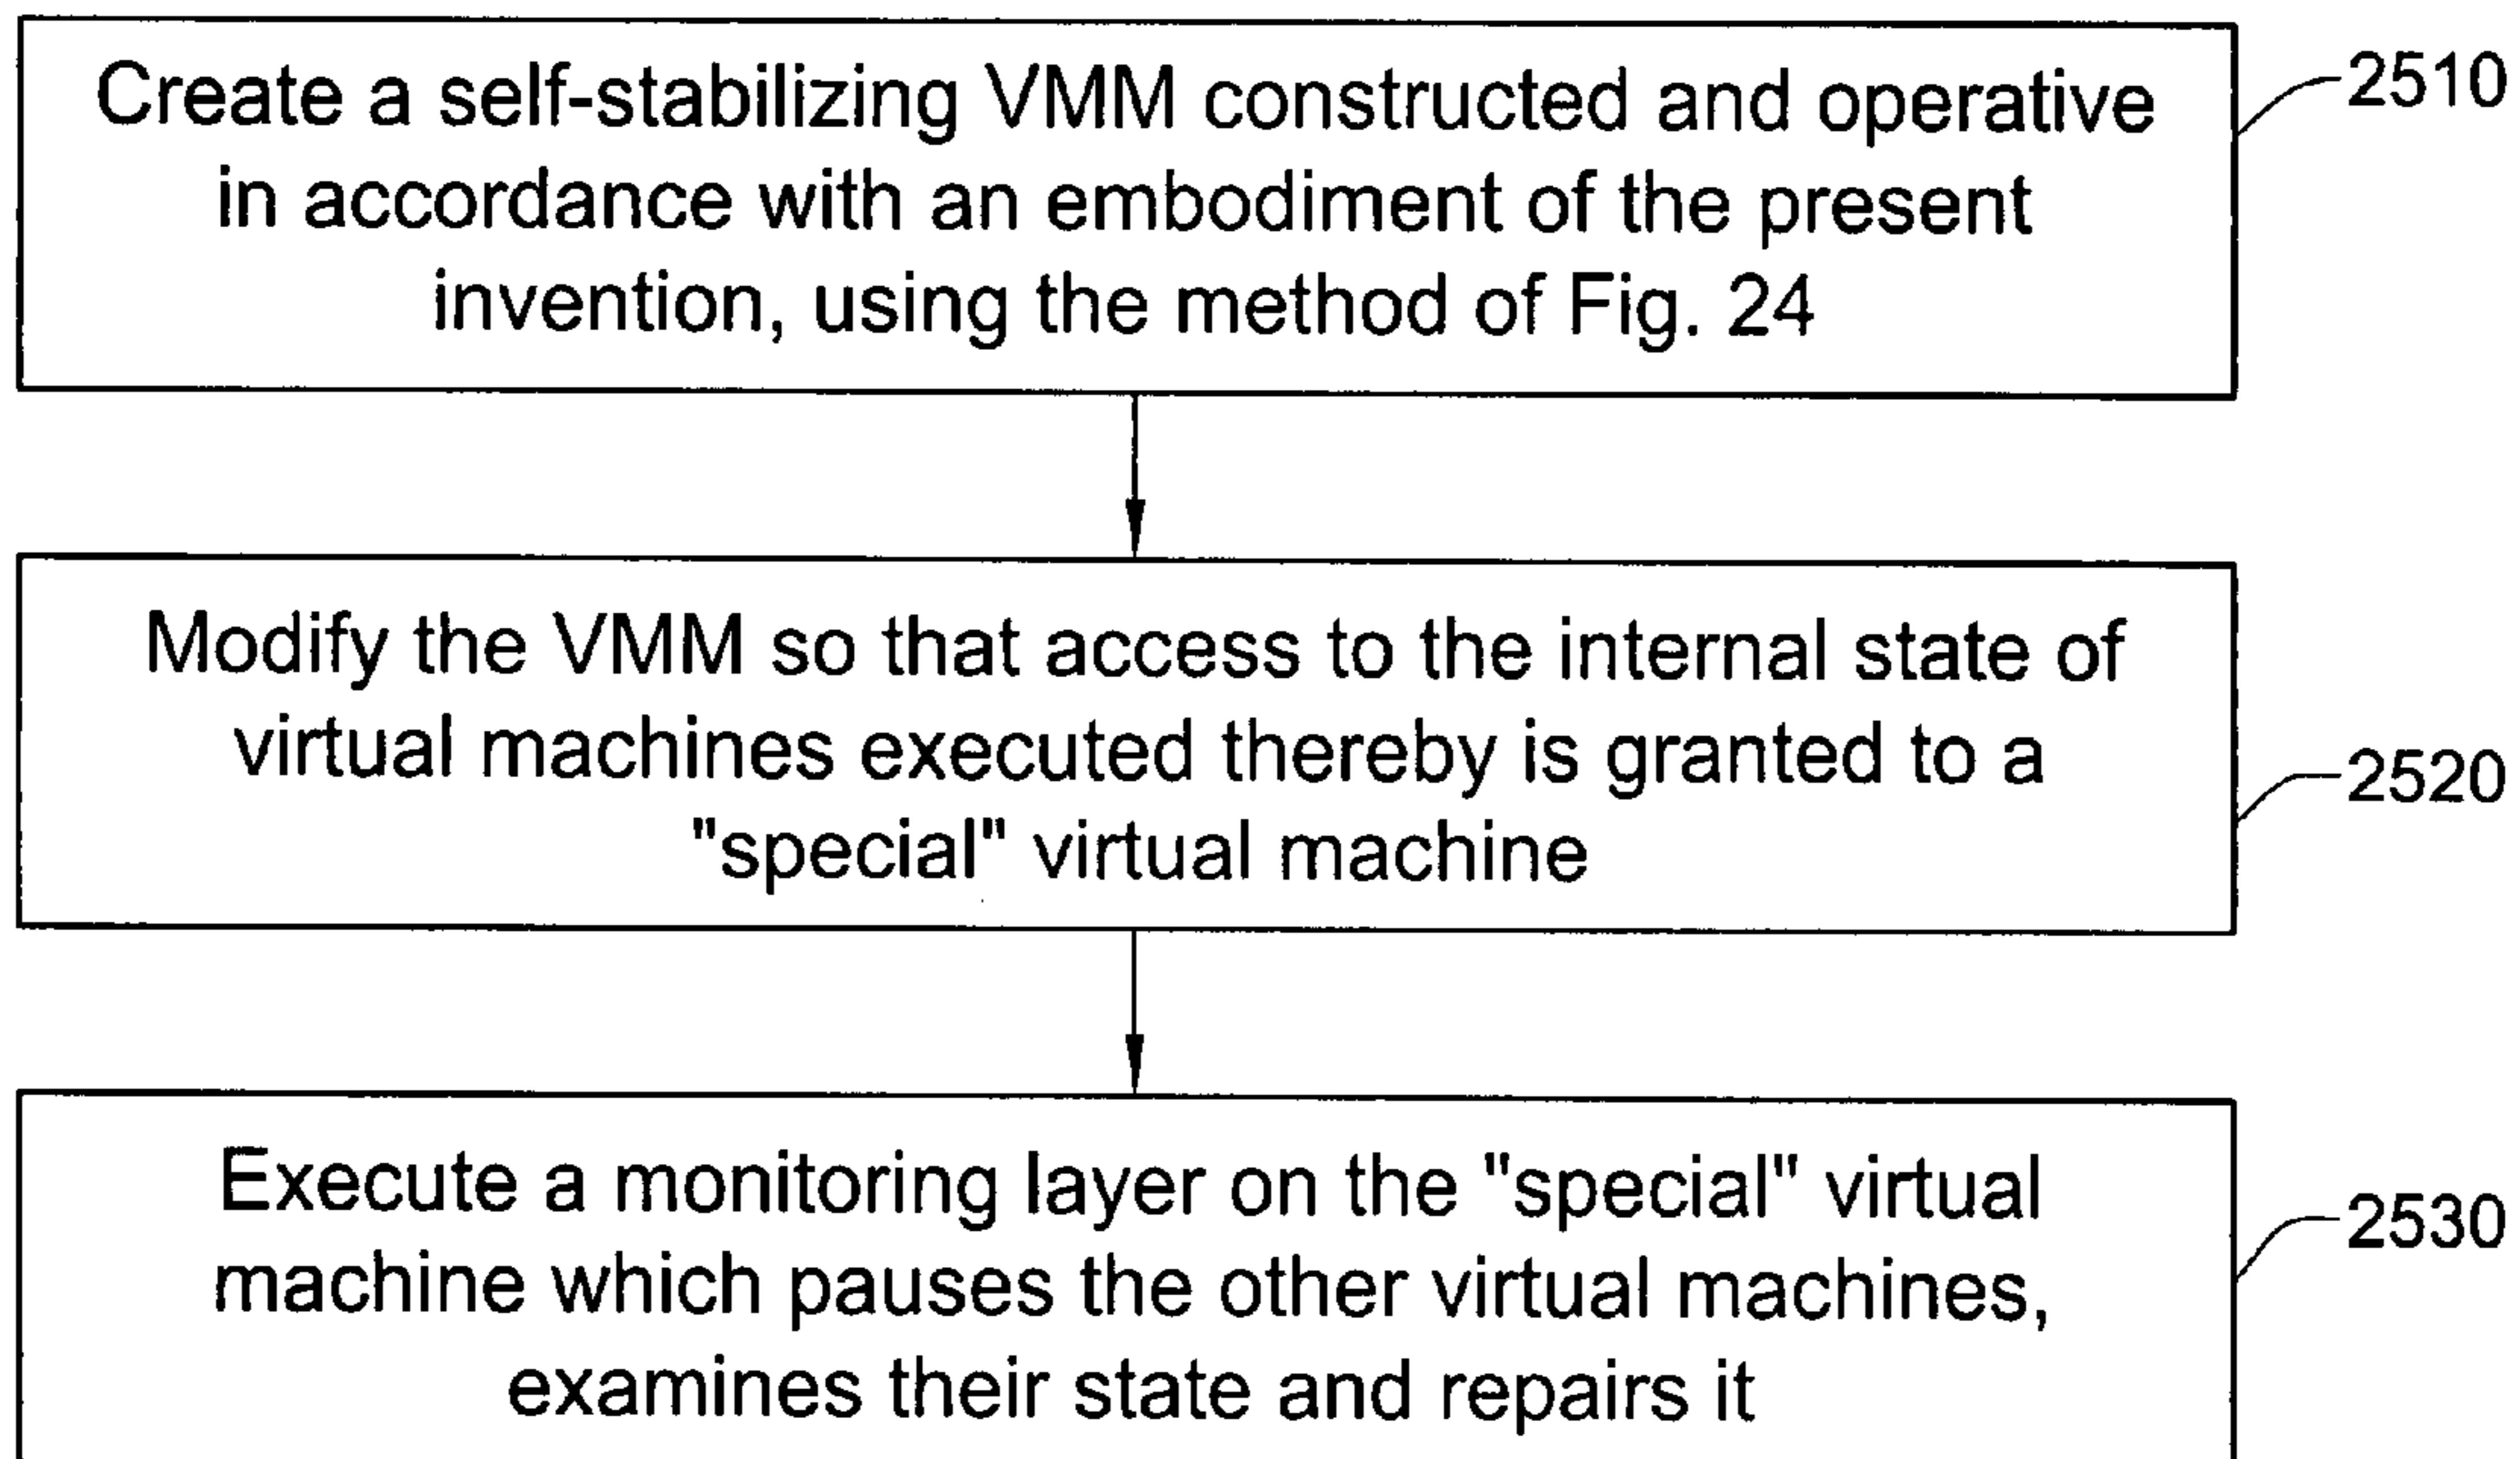 Create a self-stabilizing VMM constructed and operative
in accordance with an embodiment of the present
invention, using the method of Fig. 24
2510
Modify the VMM so that access to the internal state of
virtual machines executed thereby is granted to a
"special" virtual machine
2520
Execute a monitoring layer on the "special" virtual
machine which pauses the other virtual machines,
examines their state and repairs it
2530